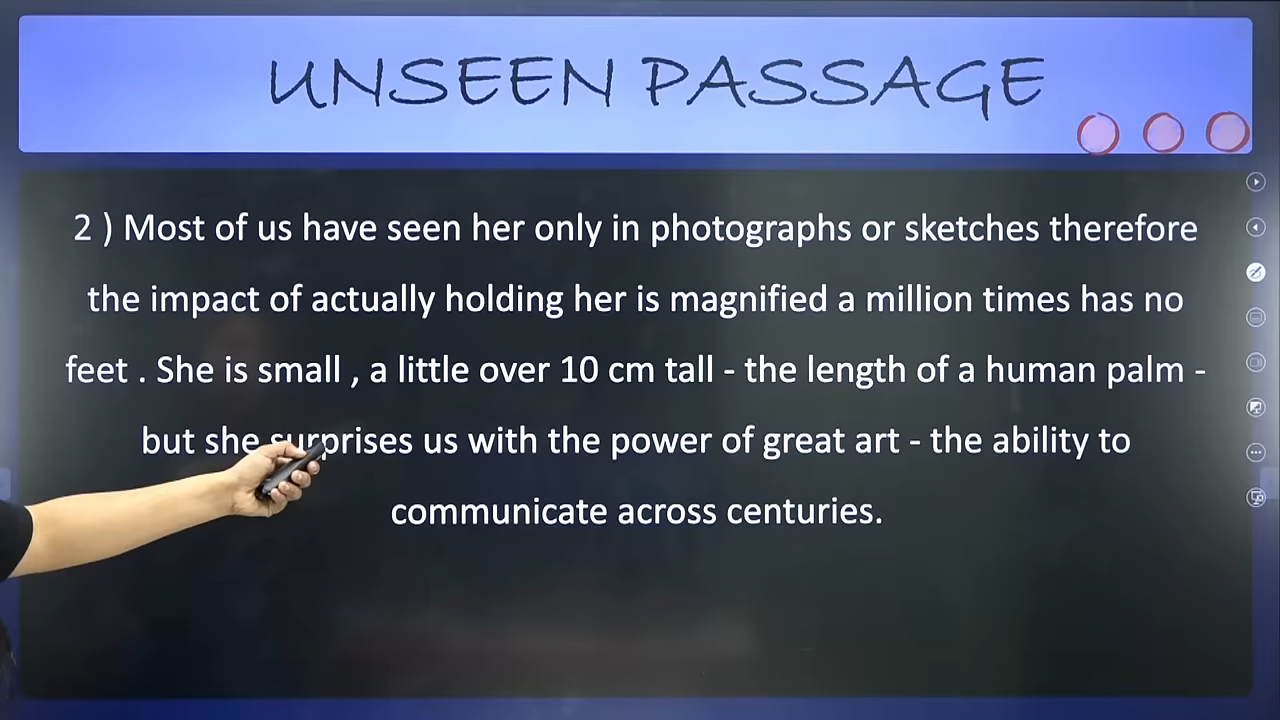 UNSEEN PASSAGE
2 ) Most of us have seen her only in photographs or sketches therefore
the impact of actually holding her is magnified a million times has no
feet . She is small , a little over 10 cm tall - the length of a human palm -
but she surprises us with the power of great art - the ability to
communicate across centuries.